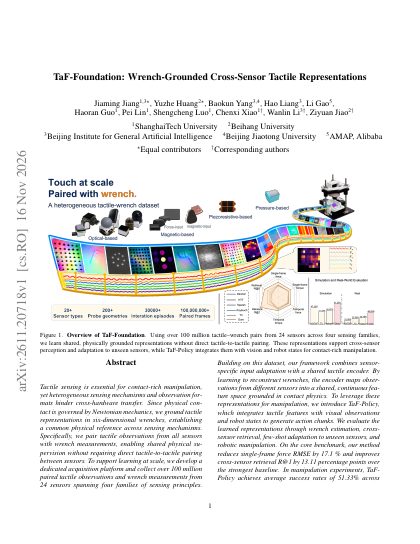 TaF-Foundation: Wrench-Grounded Cross-Sensor Tactile Representations
Jiaming Jiang1,3*, Yuzhe Huang2*, Baokun Yang3,4, Hao Liang3, Li Gao5,
Haoran Guo1, Pei Lin1, Shengcheng Luo1, Chenxi Xiao1†, Wanlin Li3†, Ziyuan Jiao2†
1ShanghaiTech University 2Beihang University
3Beijing Institute for General Artificial Intelligence 4Beijing Jiaotong University 5AMAP, Alibaba
*Equal contributors †Corresponding authors
arXiv:2611.20718v1 [cs.RO] 16 Nov 2026
Touch at scale
Paired with wrench.
A heterogeneous tactile-wrench dataset
Optical-based
Magnetic-based
Piezoresistive-based
Pressure-based
20+
Sensor types
200+
Probe geometries
30000+
Interaction episodes
100,000,000+
Paired frames
Simulation and Real-World Evaluation
Figure 1. Overview of TaF-Foundation. Using over 100 million tactile–wrench pairs from 24 sensors across four sensing families,
we learn shared, physically grounded representations without direct tactile-to-tactile pairing. These representations support cross-sensor
perception and adaptation to unseen sensors, while TaF-Policy integrates them with vision and robot states for contact-rich manipulation.
Abstract
Tactile sensing is essential for contact-rich manipulation,
yet heterogeneous sensing mechanisms and observation for-
mats hinder cross-hardware transfer. Since physical con-
tact is governed by Newtonian mechanics, we ground tactile
representations in six-dimensional wrenches, establishing
a common physical reference across sensing mechanisms.
Specifically, we pair tactile observations from all sensors
with wrench measurements, enabling shared physical su-
pervision without requiring direct tactile-to-tactile pairing
between sensors. To support learning at scale, we develop a
dedicated acquisition platform and collect over 100 million
paired tactile observations and wrench measurements from
24 sensors spanning four families of sensing principles.
Building on this dataset, our framework combines sensor-
specific input adaptation with a shared tactile encoder. By
learning to reconstruct wrenches, the encoder maps obser-
vations from different sensors into a shared, continuous fea-
ture space grounded in contact physics. To leverage these
representations for manipulation, we introduce TaF-Policy,
which integrates tactile features with visual observations
and robot states to generate action chunks. We evaluate the
learned representations through wrench estimation, cross-
sensor retrieval, few-shot adaptation to unseen sensors, and
robotic manipulation. On the core benchmark, our method
reduces single-frame force RMSE by 17.1 % and improves
cross-sensor retrieval R@1 by 13.11 percentage points over
the strongest baseline. In manipulation experiments, TaF-
Policy achieves average success rates of 51.33% across
1